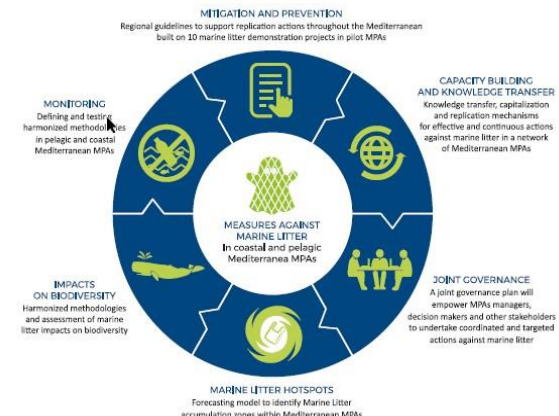 MITIGATION AND PREVENTION
Regional guidelines to support replication actions throughout the Mediterranean
built on 10 marine litter demonstration projects in pilot MPAs
CAPACITY BUILDING
AND KNOWLEDGE TRANSFER
Knowledge transfer, capitalization
and replication mechanisms
for effective and continuous actions
against marine litter in a network
of Mediterranean MPAs
MONITORING
Defining and testing
harmonized methodologies
in pelagic and coastal
Mediterranean MPAs
MEASURES AGAINST
MARINE LITTER
In coastal and pelagic
Mediterranea MPAs
JOINT GOVERNANCE
A joint governance plan will
empower MPAs managers,
decision makers and other stakeholders
to undertake coordinated and targeted
actions against marine litter
IMPACTS
ON BIODIVERSITY
Harmonized methodologies
and assessment of marine
litter impacts on biodiversity
MARINE LITTER HOTSPOTS
Forecasting model to identify Marine Litter
accumulation zones within Mediterranean MPAs